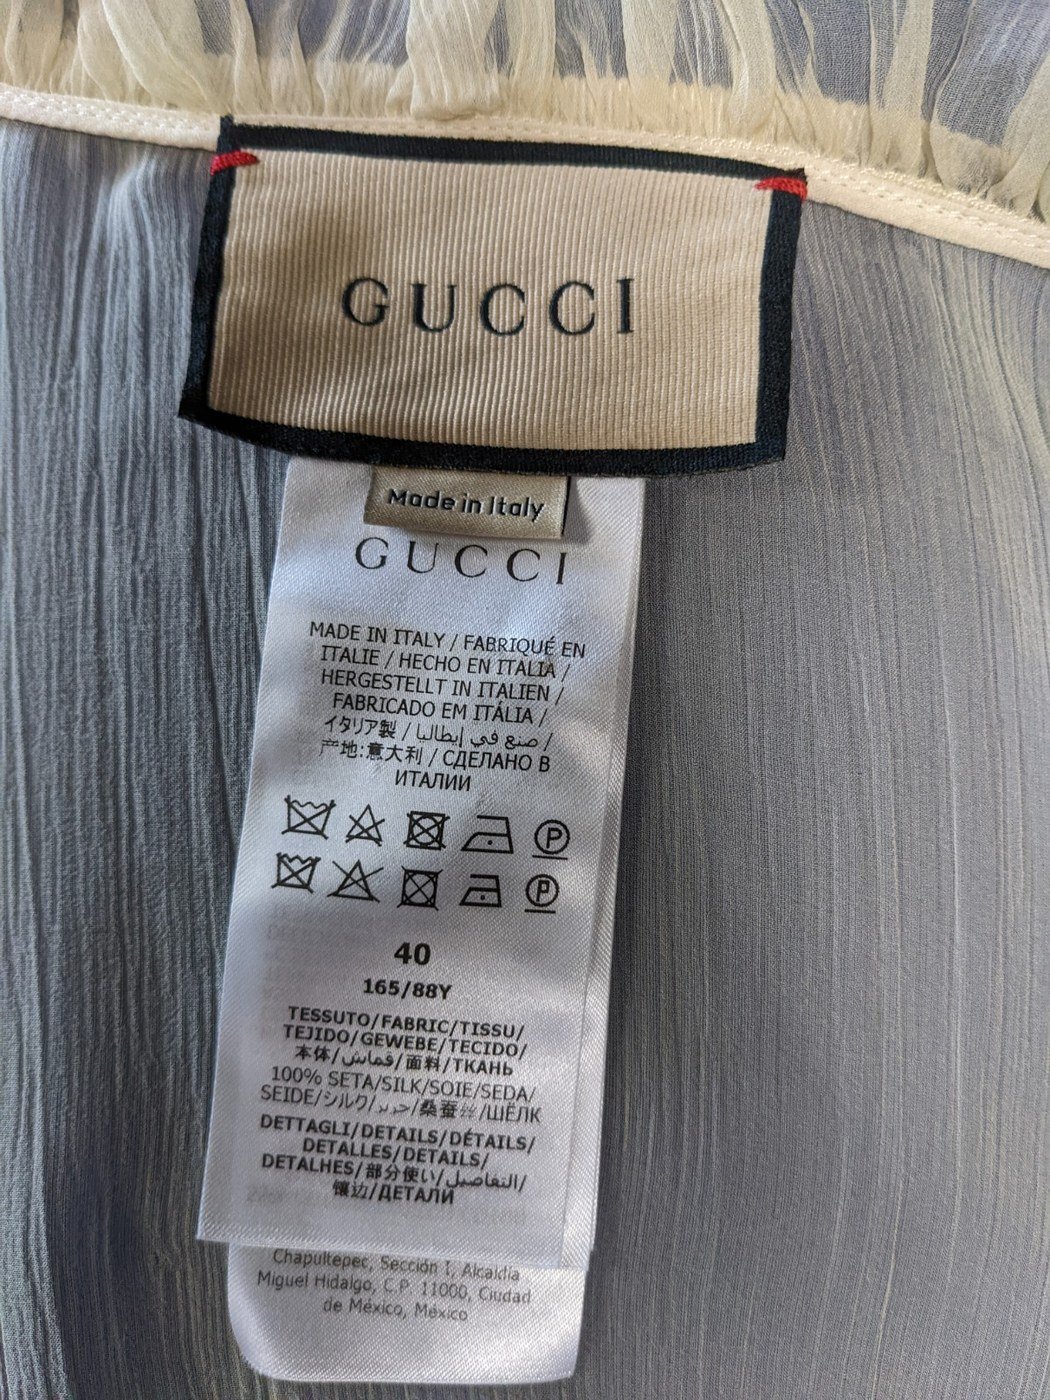 GUCCI
Made in Italy
GUCCI
MADE IN ITALY / FABRIQUÉ EN
ITALIE / HECHO EN ITALIA /
HERGESTELLT IN ITALIEN /
FABRICADO EM ITÁLIA /
イタリア製 / صنع في إيطاليا /
产地:意大利 / СДЕЛАНО В
ИТАЛИИ
P
P
40
165/88Y
TESSUTO/FABRIC/TISSU/
TEJIDO/GEWEBE/TECIDO/
本体/قماش/面料/ТКАНЬ
100% SETA/SILK/SOIE/SEDA/
SEIDE/シルク/حرير/桑蚕丝/ШЁЛК
DETTAGLI/DETAILS/DÉTAILS/
DETALLES/DETAILS/
DETALHES/部分使い/التفاصيل/
镶边/ДЕТАЛИ
Chapultepec, Sección I, Alcaldía
Miguel Hidalgo, C.P. 11000, Ciudad
de México, México